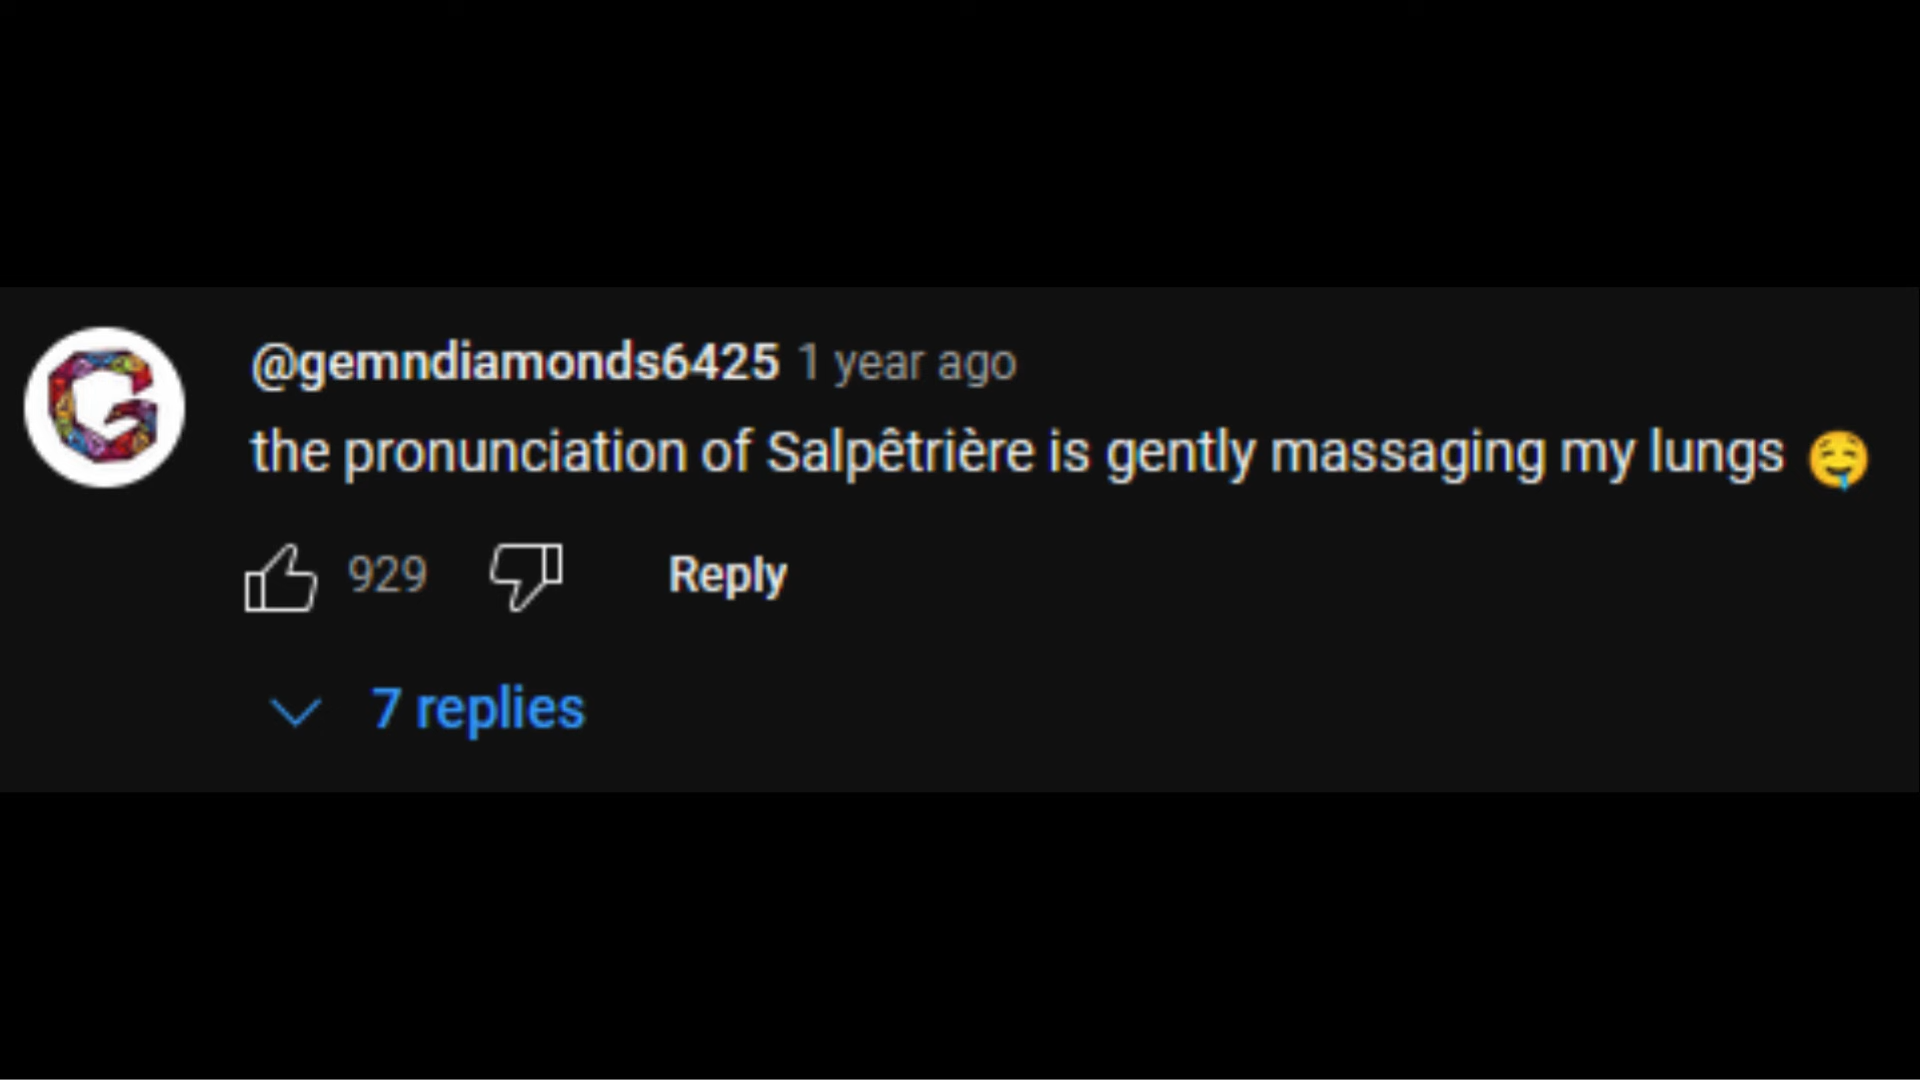 @gemndiamonds6425 1 year ago
the pronunciation of Salpêtrière is gently massaging my lungs 🤤
929 Reply
7 replies